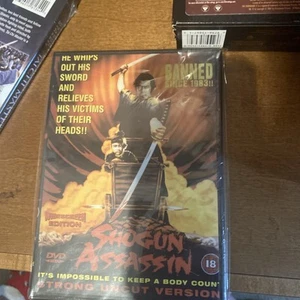 HE WHIPS
OUT HIS
SWORD
AND
RELIEVES
HIS VICTIMS
OF THEIR
HEADS!!
BANNED
SINCE 1983!!
EDITION
SHOGUN
ASSASSIN
DVD
18
IT'S IMPOSSIBLE TO KEEP A BODY COUN
STRONG UNCUT VERSION